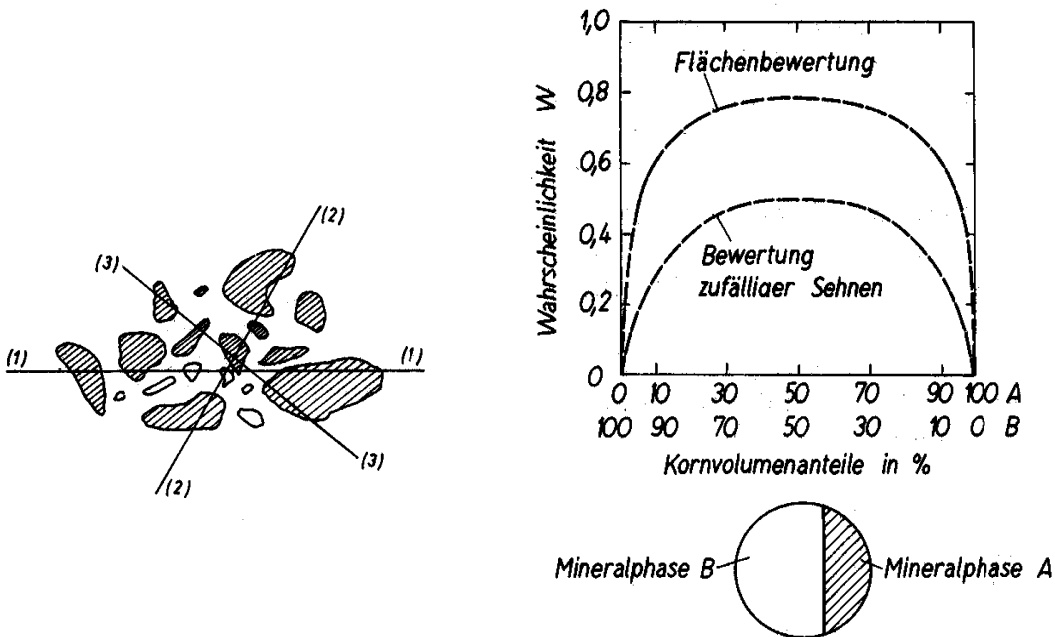 (2)
(3)
(1)
(1)
(3)
(2)
Wahrscheinlichkeit W
1,0
0,8
0,6
0,4
0,2
0
Flächenbewertung
Bewertung
zufälliger Sehnen
0 10 30 50 70 90 100 A
100 90 70 50 30 10 0 B
Kornvolumenanteile in %
Mineralphase B
Mineralphase A